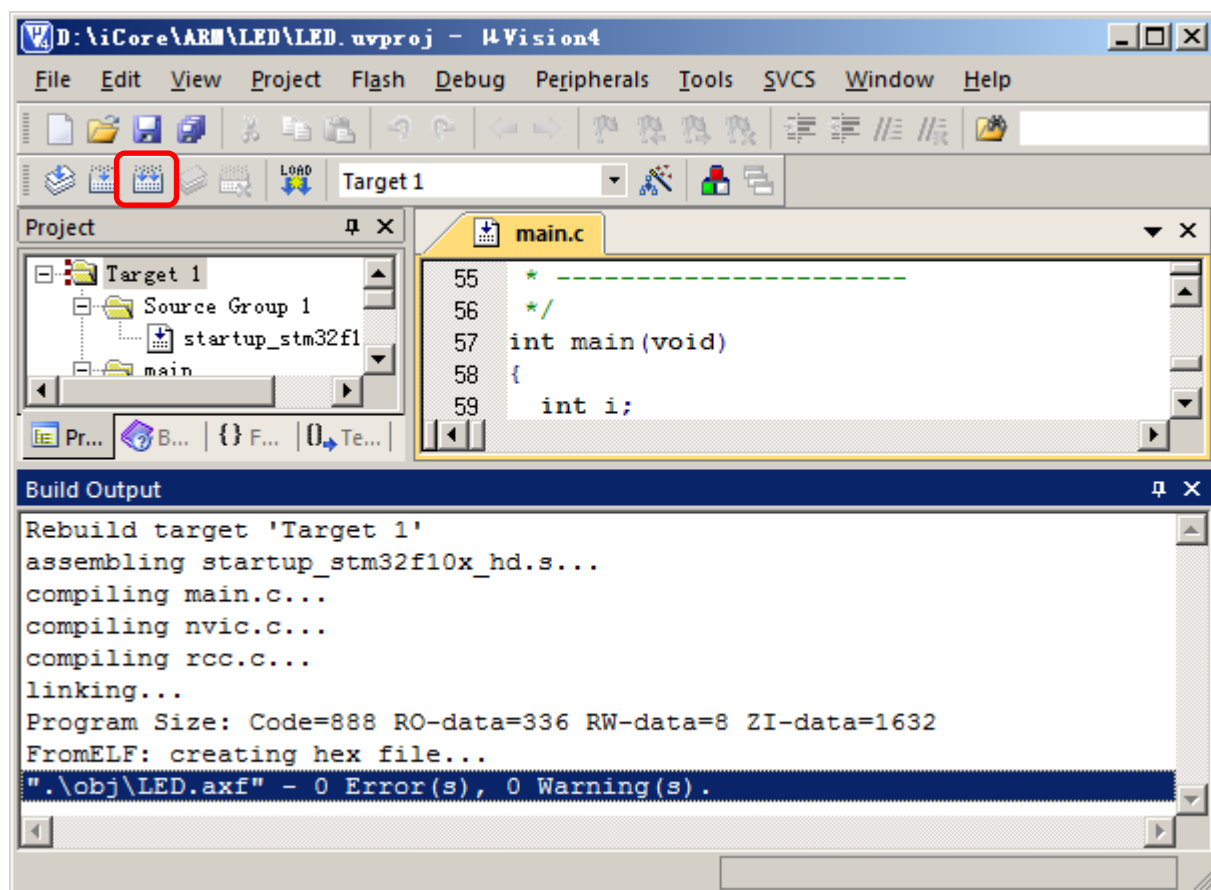 D:\iCore\ARM\LED\LED.uvproj - µVision4
File Edit View Project Flash Debug Peripherals Tools SVCS Window Help
LOAD Target 1
Project
main.c
Target 1
Source Group 1
startup_stm32f1
main
55 * ----------------------
56 */
57 int main(void)
58 {
59 int i;
Pr... B... {} F... 0 Te...
Build Output
Rebuild target 'Target 1'
assembling startup_stm32f10x_hd.s...
compiling main.c...
compiling nvic.c...
compiling rcc.c...
linking...
Program Size: Code=888 RO-data=336 RW-data=8 ZI-data=1632
FromELF: creating hex file...
".\obj\LED.axf" - 0 Error(s), 0 Warning(s).